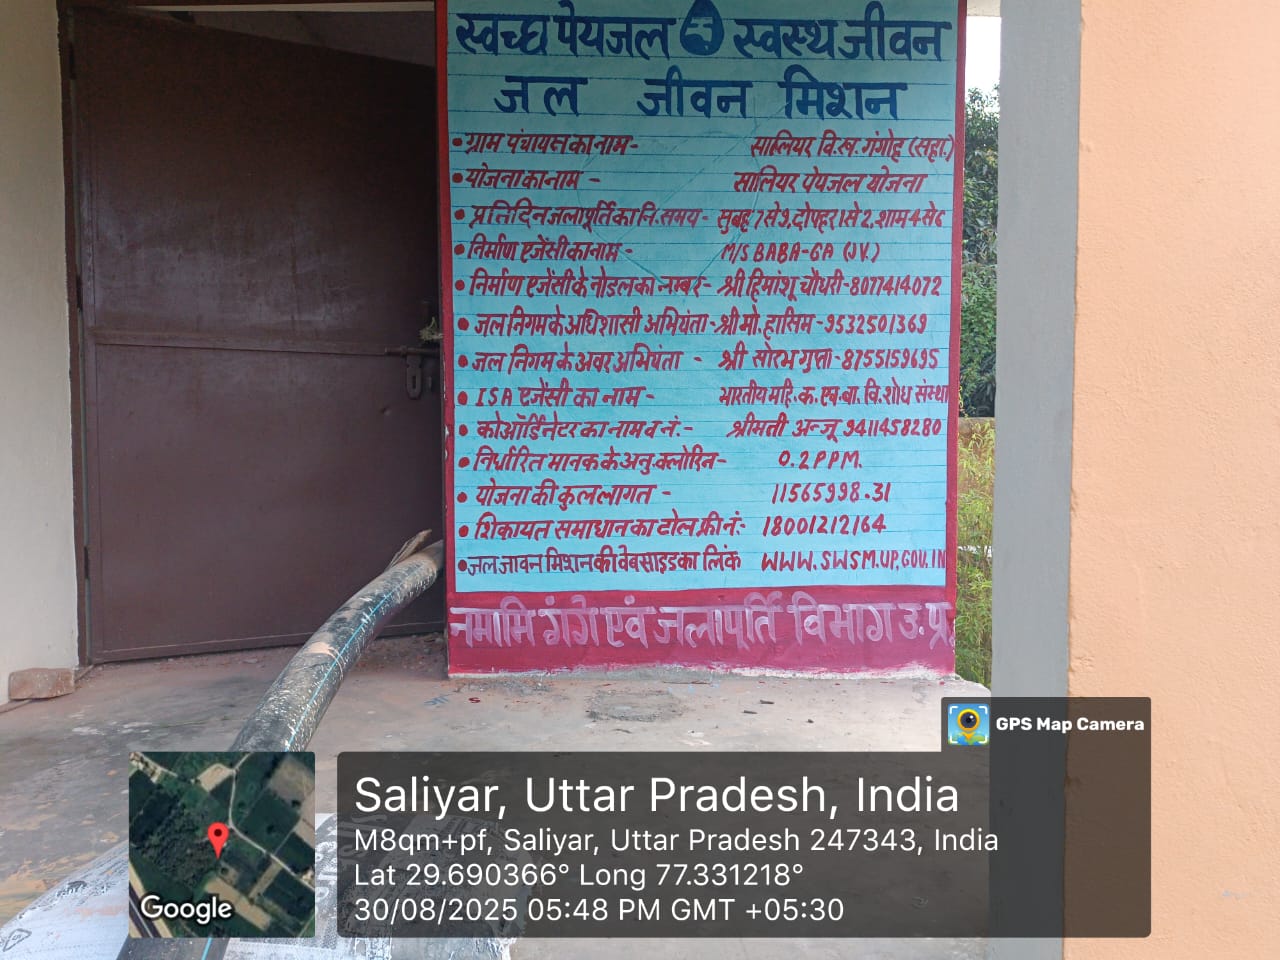 स्वच्छ पेयजल स्वस्थ जीवन
जल जीवन मिशन
• ग्राम पंचायत का नाम- सालियर वि.ख. गंगोह (सहा.)
• योजना का नाम - सालियर पेयजल योजना
• प्रतिदिन जलापूर्ति का नि. समय- सुबह 7 से 9, दोपहर 1 से 2, शाम 4 से 6
• निर्माण एजेंसी का नाम - M/S BABA-GA (JV.)
• निर्माण एजेंसी के नोडल का नम्बर- श्री हिमांशू चौधरी-8077414072
• जल निगम के अधिशासी अभियंता-श्री मो. हासिम-9532501369
• जल निगम के अवर अभियंता - श्री सोरभ गुप्ता-8755159695
• ISA एजेंसी का नाम - भारतीय महि. क. एव. बा. वि. शोध संस्था
• कोऑर्डिनेटर का नाम व नं.- श्रीमती अन्जू 9411458280
• निर्धारित मानक के अनु. क्लोरिन- 0.2 PPM.
• योजना की कुल लागत - 11565998.31
• शिकायत समाधान का टोल फ्री नं:- 18001212164
• जल जावन मिशन की वेबसाइड का लिंक WWW.SWSM.UP.GOV.IN
नमामि गंगे एवं जलापूर्ति विभाग उ.प्र.
GPS Map Camera
Saliyar, Uttar Pradesh, India
M8qm+pf, Saliyar, Uttar Pradesh 247343, India
Lat 29.690366° Long 77.331218°
30/08/2025 05:48 PM GMT +05:30
Google